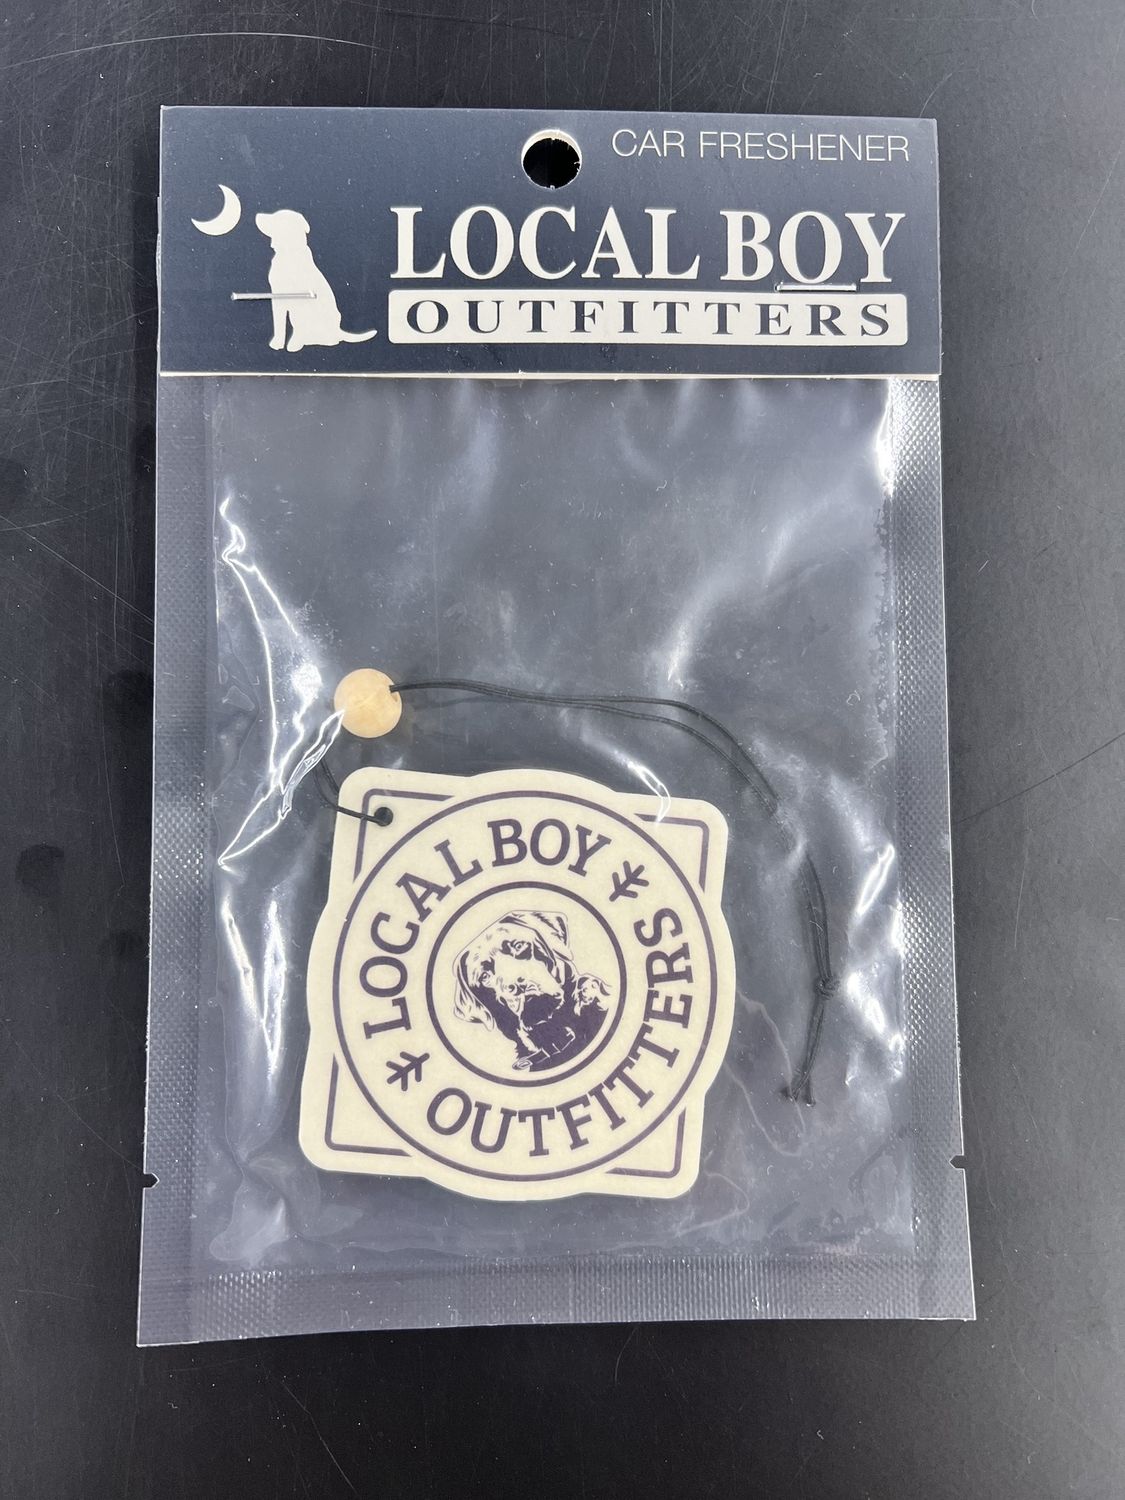 CAR FRESHENER
LOCAL BOY
OUTFITTERS
LOCAL BOY
OUTFITTERS